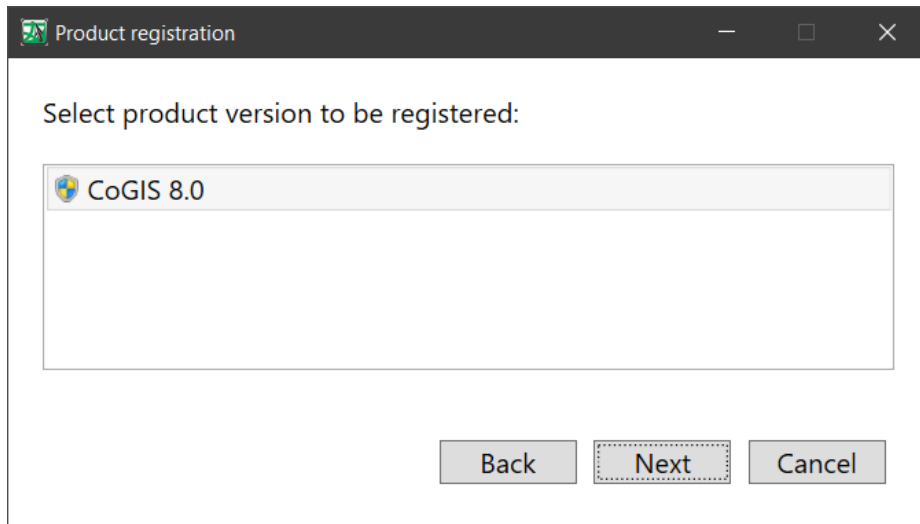 Product registration
Select product version to be registered:
CoGIS 8.0
Back Next Cancel